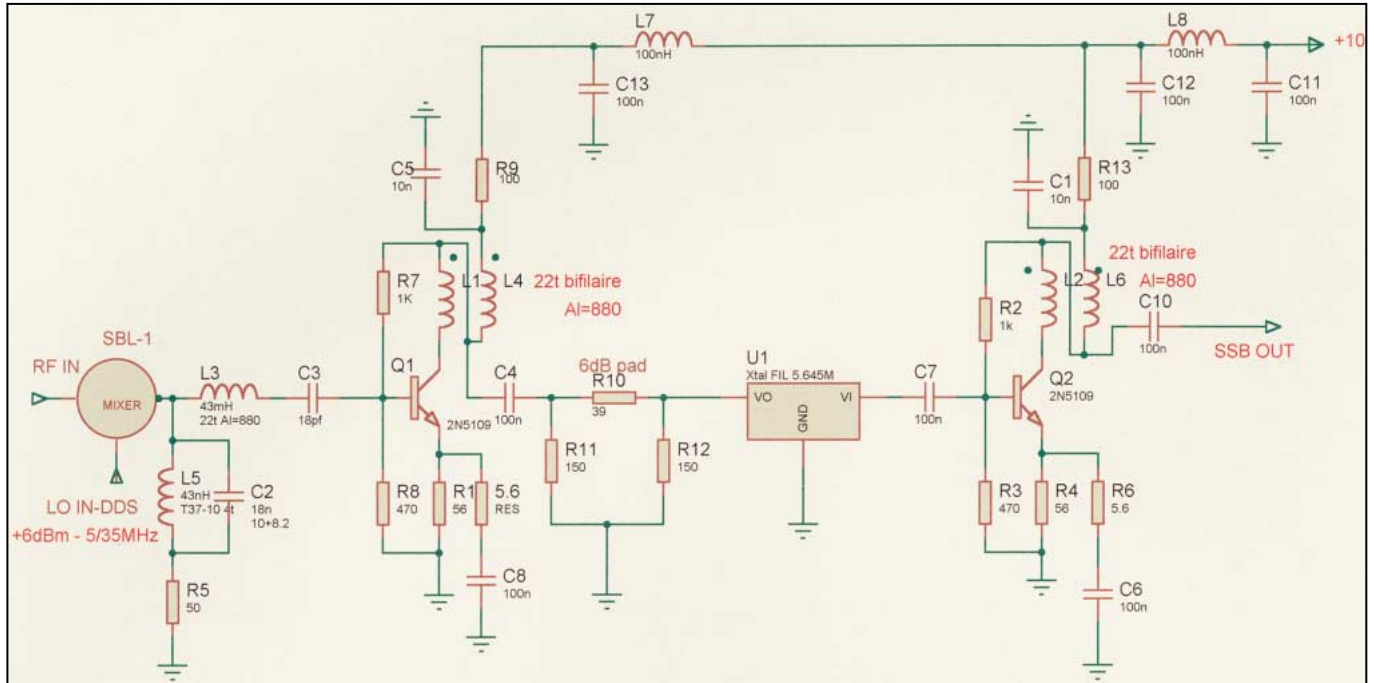 L7
100nH
L8
100nH
+10
C13
100n
C12
100n
C11
100n
C5
10n
R9
100
C1
10n
R13
100
R7
1K
L1
L4
22t bifilaire
Al=880
R2
1k
L2
L6
22t bifilaire
Al=880
C10
100n
SSB OUT
SBL-1
RF IN
MIXER
L3
43mH
22t Al=880
C3
18pf
Q1
2N5109
C4
100n
6dB pad
R10
39
U1
Xtal FIL 5.645M
VO
VI
GND
C7
100n
Q2
2N5109
R11
150
R12
150
L5
43nH
T37-10 4t
C2
18n
10+8.2
LO IN-DDS
+6dBm - 5/35MHz
R5
50
R8
470
R1
56
5.6
RES
C8
100n
R3
470
R4
56
R6
5.6
C6
100n